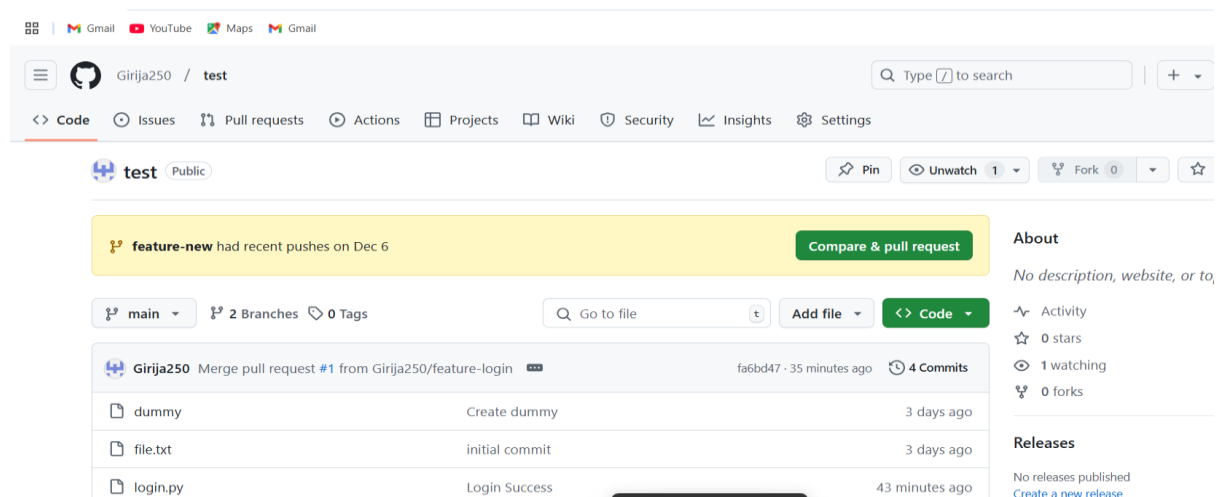 Gmail YouTube Maps Gmail
Girija250 / test
Type / to search
Code Issues Pull requests Actions Projects Wiki Security Insights Settings
test Public
Pin Unwatch 1 Fork 0
feature-new had recent pushes on Dec 6
Compare & pull request
main 2 Branches 0 Tags
Go to file t
Add file
Code
Girija250 Merge pull request #1 from Girija250/feature-login
fa6bd47 · 35 minutes ago 4 Commits
dummy Create dummy 3 days ago
file.txt initial commit 3 days ago
login.py Login Success 43 minutes ago
About
No description, website, or
Activity
0 stars
1 watching
0 forks
Releases
No releases published
Create a new release